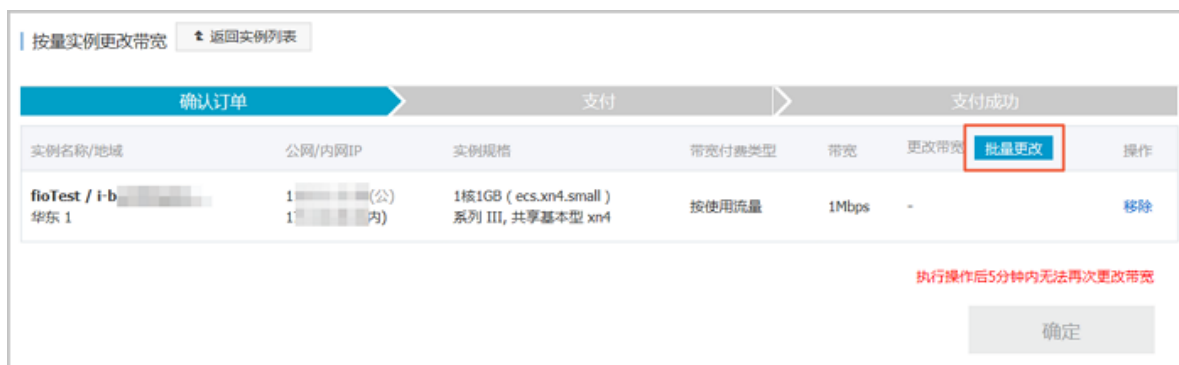 按量实例更改带宽 返回实例列表
确认订单 支付 支付成功
实例名称/地域 公网/内网IP 实例规格 带宽付费类型 带宽 更改带宽 批量更改 操作
fioTest / i-b 1 (公) 1核1GB ( ecs.xn4.small ) 按使用流量 1Mbps - 移除
华东 1 1 内) 系列 III, 共享基本型 xn4
执行操作后5分钟内无法再次更改带宽
确定